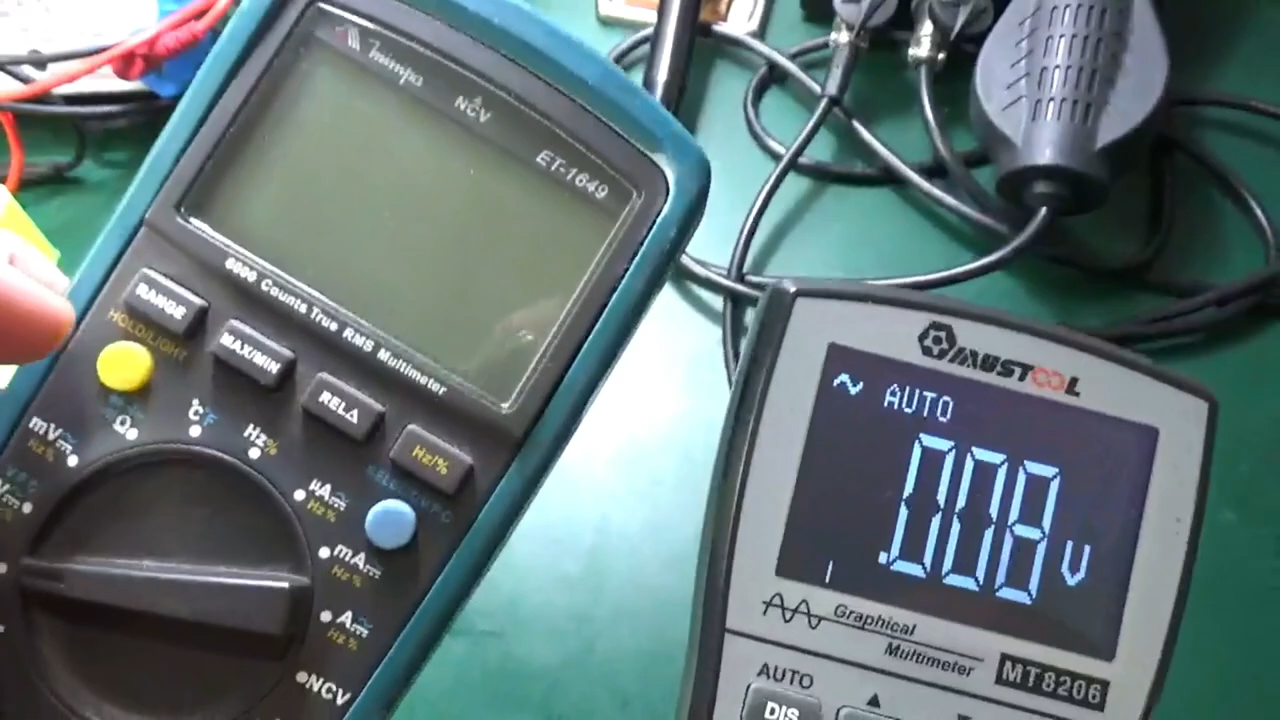 Minipa
NCV
ET-1649
6000 Counts True RMS Multimeter
RANGE
HOLD/LIGHT
MAX/MIN
REL△
Hz/%
Ω
°C°F
Hz%
mV
Hz%
µA
Hz%
mA
Hz%
A
Hz%
NCV
MUSTOOL
AUTO
.008 V
Graphical
Multimeter
MT8206
AUTO
DIS